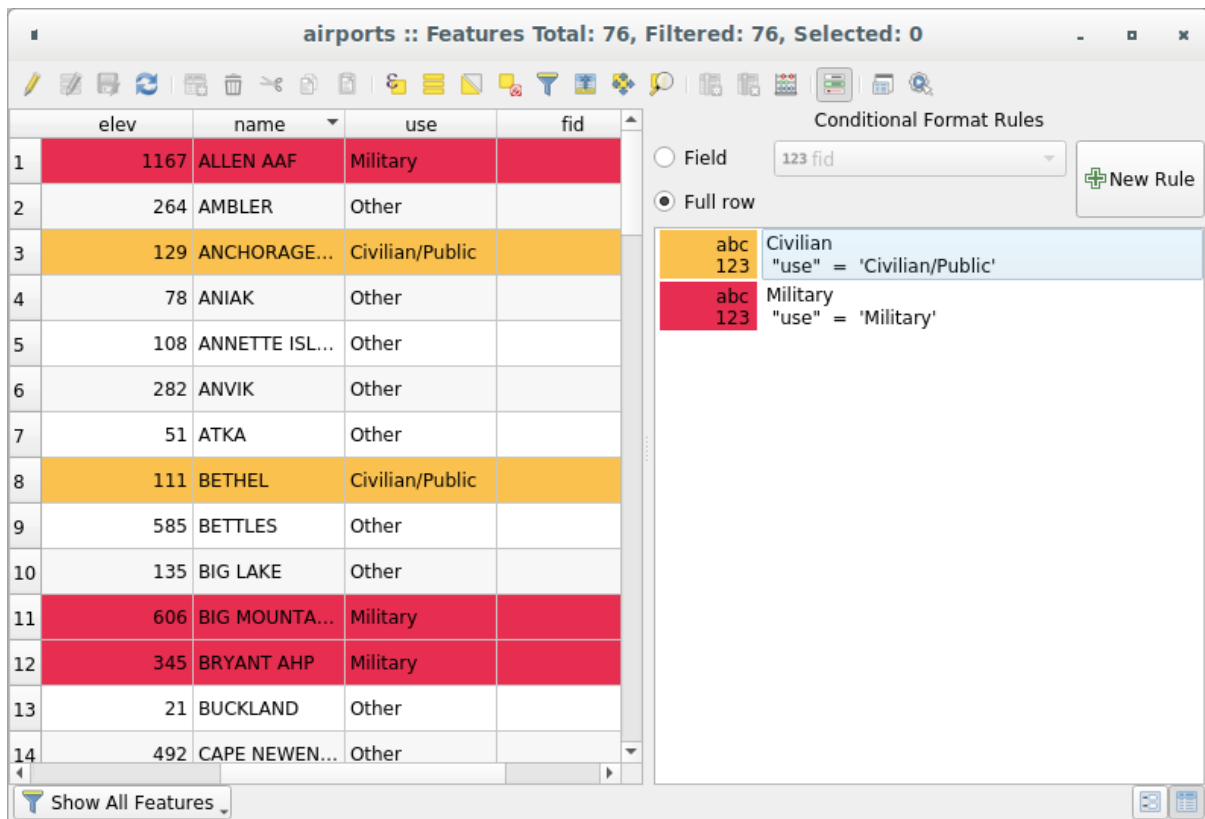 airports :: Features Total: 76, Filtered: 76, Selected: 0
elev name use fid
1 1167 ALLEN AAF Military
2 264 AMBLER Other
3 129 ANCHORAGE... Civilian/Public
4 78 ANIAK Other
5 108 ANNETTE ISL... Other
6 282 ANVIK Other
7 51 ATKA Other
8 111 BETHEL Civilian/Public
9 585 BETTLES Other
10 135 BIG LAKE Other
11 606 BIG MOUNTA... Military
12 345 BRYANT AHP Military
13 21 BUCKLAND Other
14 492 CAPE NEWEN... Other
Show All Features
Conditional Format Rules
Field 123 fid
Full row
New Rule
abc Civilian
123 "use" = 'Civilian/Public'
abc Military
123 "use" = 'Military'